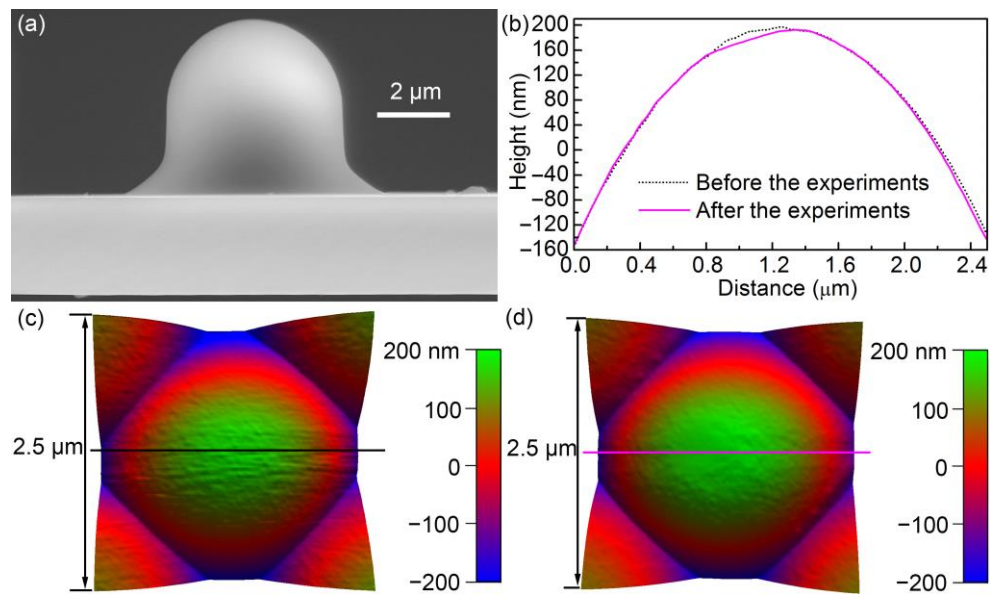 (a)
2 μm
(b)
Height (nm)
200
160
120
80
40
0
−40
−80
−120
−160
Before the experiments
After the experiments
0.0 0.4 0.8 1.2 1.6 2.0 2.4
Distance (μm)
(c)
2.5 μm
200 nm
100
0
−100
−200
(d)
2.5 μm
200 nm
100
0
−100
−200